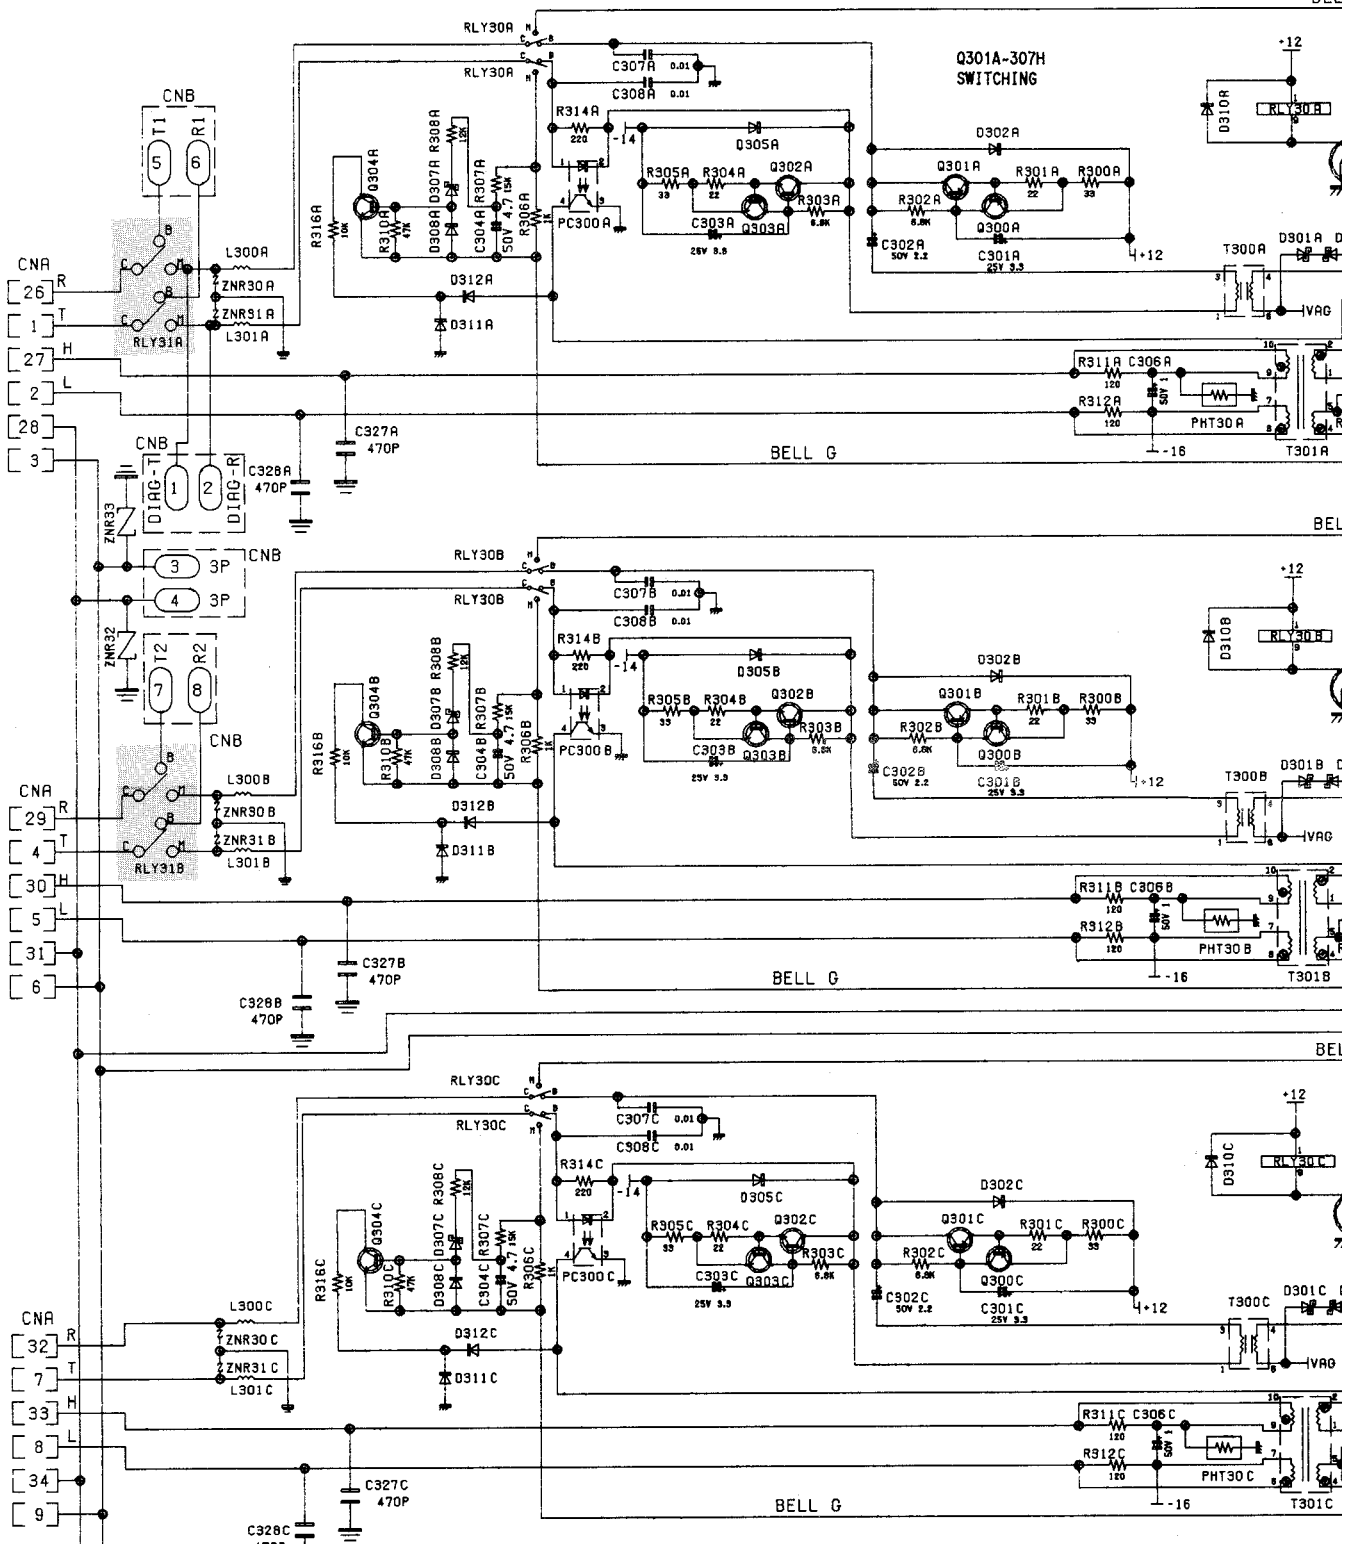 BEL
RLY30A
M
C B
C B
RLY30A
M
C307A 0.01
C308A 0.01
Q301A~307H
SWITCHING
+12
D310A
RLY30A
CNB
T1 R1
5 6
R314A
220
-14
D305A
D302A
R308A
12K
D307A
R307A
15K
Q304A
R316A
10K
R310A
47K
D308A
C304A
50V 4.7
R306A
1K
PC300A
R305A
33
R304A
22
Q302A
R303A
6.8K
C303A
25V 3.3
Q303A
Q301A
R301A
22
R300A
33
R302A
6.8K
Q300A
C302A
50V 2.2
C301A
25V 3.3
+12
T300A
D301A
VAG
CNA
26 R
1 T
27 H
2 L
28
3
RLY31A
L300A
ZNR30A
ZNR31A
L301A
D312A
D311A
R311A
120
C306A
50V 1
R312A
120
PHT30A
T301A
-16
C327A
470P
C328A
470P
BELL G
CNB
DIAG-T 1 2 DIAG-R
ZNR33
CNB
3 3P
4 3P
ZNR32
T2 R2
7 8
CNB
BEL
RLY30B
M
C B
C B
RLY30B
M
C307B 0.01
C308B 0.01
+12
D310B
RLY30B
R314B
220
-14
D305B
D302B
R308B
12K
D307B
R307B
15K
Q304B
R316B
10K
R310B
47K
D308B
C304B
50V 4.7
R306B
1K
PC300B
R305B
33
R304B
22
Q302B
R303B
C303B
25V 3.3
Q303B
Q301B
R301B
22
R300B
33
R302B
6.8K
Q300B
C302B
50V 2.2
C301B
25V 3.3
+12
T300B
D301B
VAG
CNA
29 R
4 T
30 H
5 L
31
6
RLY31B
L300B
ZNR30B
ZNR31B
L301B
D312B
D311B
R311B
120
C306B
50V 1
R312B
120
PHT30B
T301B
-16
C327B
470P
C328B
470P
BELL G
BEL
RLY30C
M
C B
C B
RLY30C
M
C307C 0.01
C308C 0.01
+12
D310C
RLY30C
R314C
220
-14
D305C
D302C
R308C
12K
D307C
R307C
15K
Q304C
R316C
10K
R310C
47K
D308C
C304C
50V 4.7
R306C
1K
PC300C
R305C
33
R304C
22
Q302C
R303C
6.8K
C303C
25V 3.3
Q303C
Q301C
R301C
22
R300C
33
R302C
6.8K
Q300C
C302C
50V 2.2
C301C
25V 3.3
+12
T300C
D301C
VAG
CNA
32 R
7 T
33 H
8 L
34
9
L300C
ZNR30C
ZNR31C
L301C
D312C
D311C
R311C
120
C306C
50V 1
R312C
120
PHT30C
T301C
-16
C327C
470P
C328C
BELL G